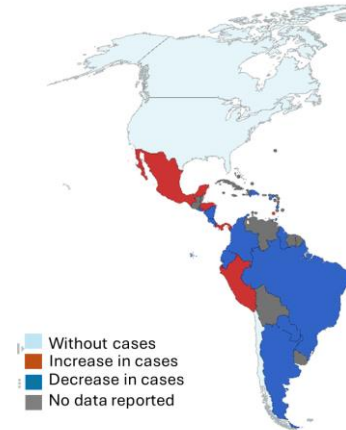 Without cases
Increase in cases
Decrease in cases
No data reported